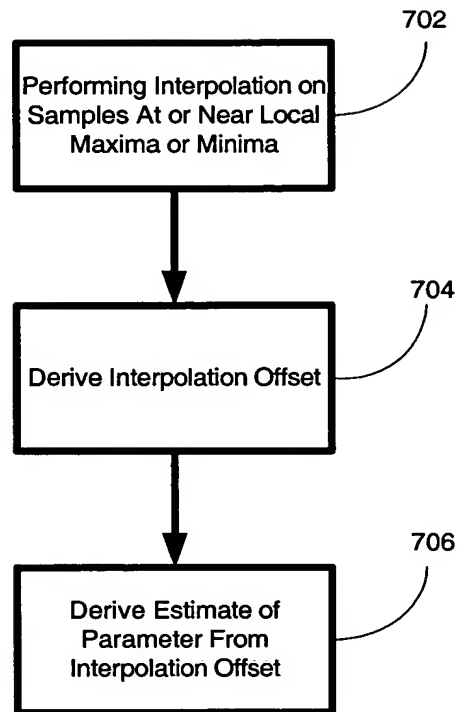 702
Performing Interpolation on
Samples At or Near Local
Maxima or Minima
704
Derive Interpolation Offset
706
Derive Estimate of
Parameter From
Interpolation Offset